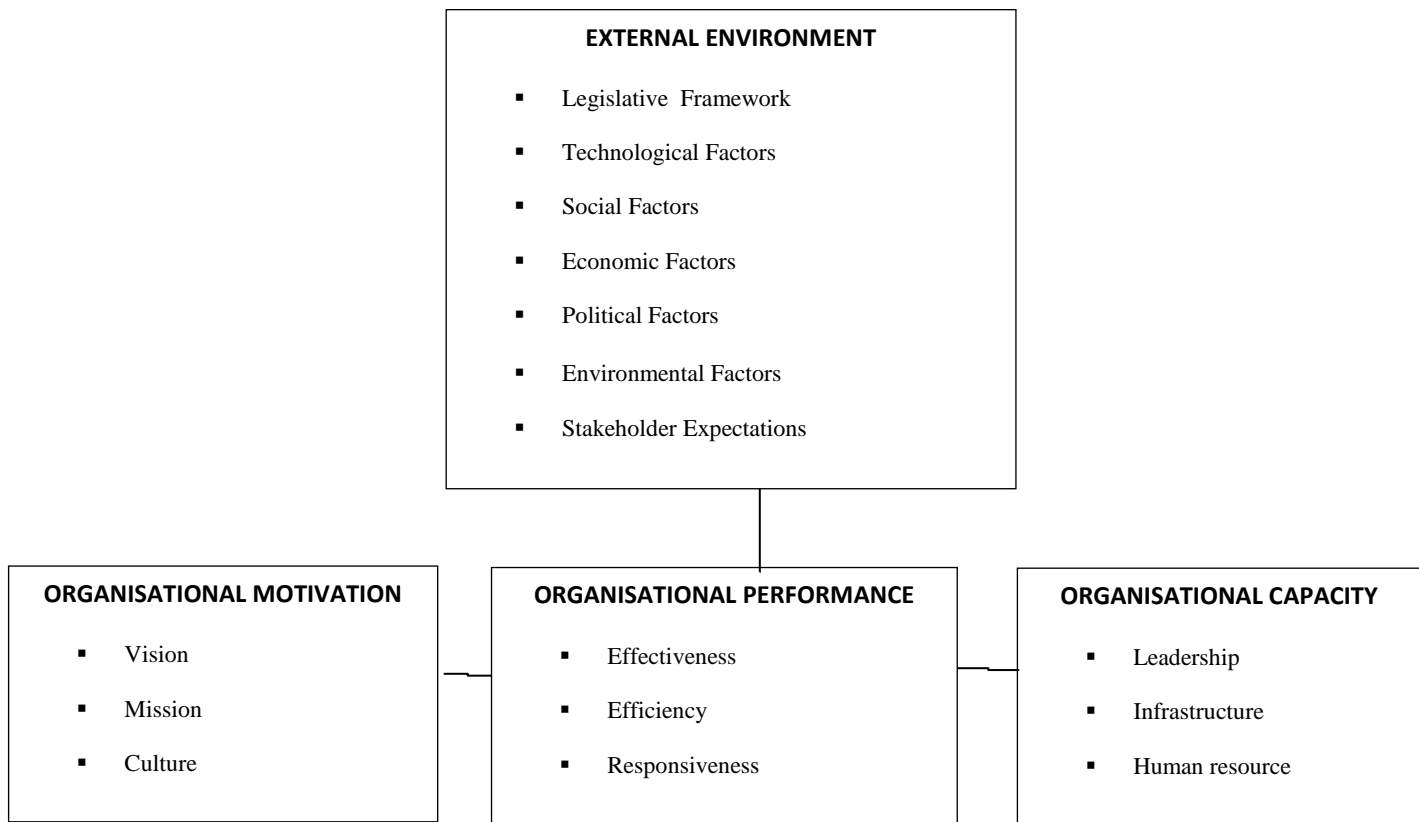 EXTERNAL ENVIRONMENT
▪ Legislative  Framework
▪ Technological Factors
▪ Social Factors
▪ Economic Factors
▪ Political Factors
▪ Environmental Factors
▪ Stakeholder Expectations
ORGANISATIONAL MOTIVATION
▪ Vision
▪ Mission
▪ Culture
ORGANISATIONAL PERFORMANCE
▪ Effectiveness
▪ Efficiency
▪ Responsiveness
ORGANISATIONAL CAPACITY
▪ Leadership
▪ Infrastructure
▪ Human resource